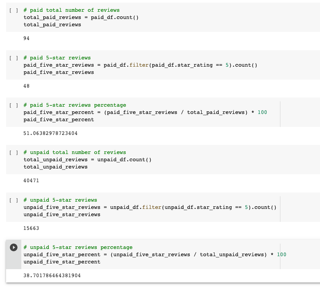 [ ] # paid total number of reviews
total_paid_reviews = paid_df.count()
total_paid_reviews
94
[ ] # paid 5-star reviews
paid_five_star_reviews = paid_df.filter(paid_df.star_rating == 5).count()
paid_five_star_reviews
48
[ ] # paid 5-star reviews percentage
paid_five_star_percent = (paid_five_star_reviews / total_paid_reviews) * 100
paid_five_star_percent
51.06382978723404
[ ] # unpaid total number of reviews
total_unpaid_reviews = unpaid_df.count()
total_unpaid_reviews
40471
[ ] # unpaid 5-star reviews
unpaid_five_star_reviews = unpaid_df.filter(unpaid_df.star_rating == 5).count()
unpaid_five_star_reviews
15663
# unpaid 5-star reviews percentage
unpaid_five_star_percent = (unpaid_five_star_reviews / total_unpaid_reviews) * 100
unpaid_five_star_percent
38.701786464381904